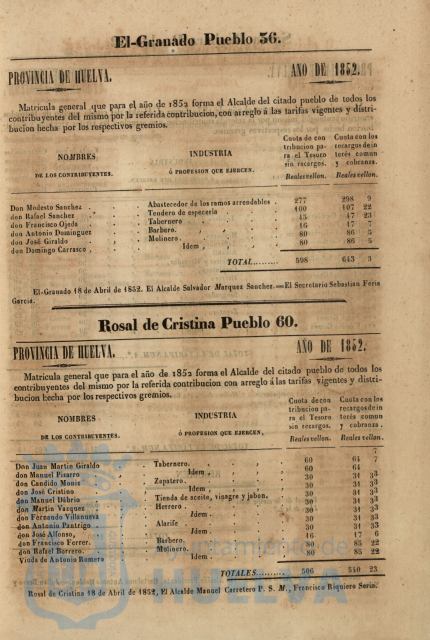 El-Granado Pueblo 56.
PROVINCIA DE HUELVA. AÑO DE 1852.
Matricula general que para el año de 1852 forma el Alcalde del citado pueblo de todos los
contribuyentes del mismo por la referida contribucion, con arreglo á las tarifas vigentes y distri-
bucion hecha por los respectivos gremios.
NOMBRES
DE LOS CONTRIBUYENTES.
INDUSTRIA
Ó PROFESION QUE EJERCEN.
Cuota de con
tribucion pa
ra el Tesoro
sin recargos.
Reales vellon.
Cuota con los
recargos de in
terés comun
y cobranza.
Reales vellon.
Don Modesto Sanchez Abastecedor de los ramos arrendables 277 298 9
don Rafael Sanchez Tendero de especeria 100 107 22
don Francisco Ojeda Tabernero 47 23
don Antonio Dominguez Barbero. 16 17 7
don José Giraldo Molinero. 80 86 5
don Domingo Carrasco Idem 80 86 5
TOTAL 598 643 3
El-Granado 18 de Abril de 1852. El Alcalde Salvador Marquez Sanchez.—El Secretario Sebastian Feria
Garcia.
Rosal de Cristina Pueblo 60.
PROVINCIA DE HUELVA. AÑO DE 1852.
Matricula general que para el año de 1852 forma el Alcalde del citado pueblo de todos los
contribuyentes del mismo por la referida contribucion con arreglo á las tarifas vigentes y distri-
bucion hecha por los respectivos gremios.
NOMBRES
DE LOS CONTRIBUYENTES.
INDUSTRIA
Ó PROFESION QUE EJERCEN,
Cuota de con
tribucion pa
ra el Tesoro
sin recargos.
Reales vellon.
Cuota con los
recargos de in
terés comun
y cobranza.
Reales vellon.
Don Juan Martin Giraldo Tabernero. 60 64 7
don Manuel Pizarro Idem 60 64 7
don Candido Monis Zapatero. 30 31 33
don José Cristino Idem 30 31 33
don Manuel Dóbrio Tienda de aceite, vinagre y jabon. 30 31 33
don Martin Vazquez Herrero 30 31 33
don Fernando Villanueva Idem 30 31 33
don Antonio Pantrigo Alarife 30 31 33
don José Alfonso, Idem 30 31 33
don Francisco Ferrer. Barbero 16 17 6
don Rafael Borrero. Molinero. 80 85 22
Viuda de Antonio Romero Idem 80 85 22
TOTALES 506 540 23
Rosal de Cristina 18 de Abril de 1852, El Alcalde Manuel Carretero P. S. M., Francisco Riquiero Serin.
Ayuntamiento de
HUELVA